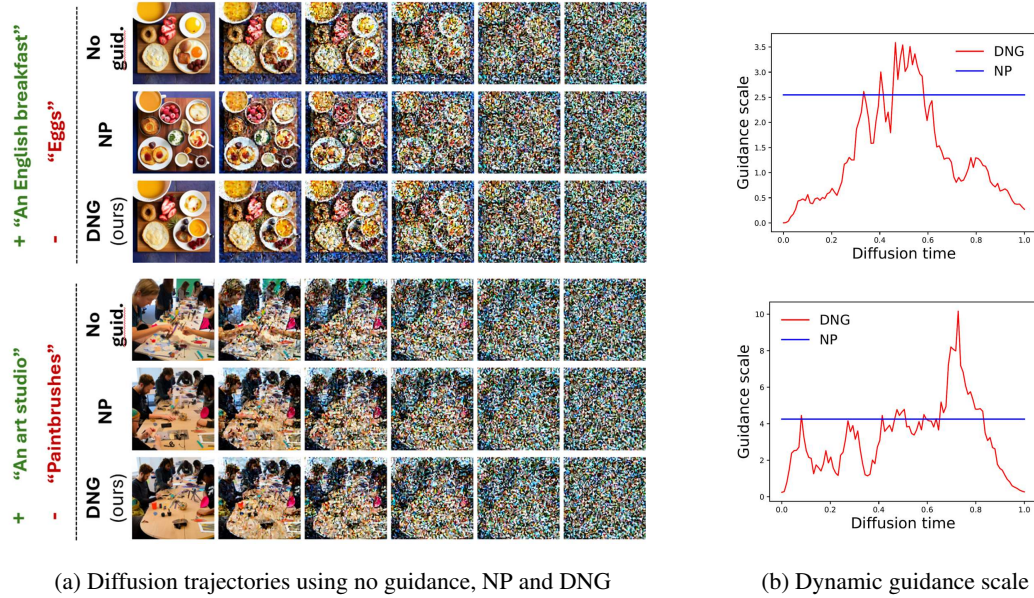 + “An English breakfast”
- “Eggs”
No guid.
NP
DNG (ours)
+ “An art studio”
- “Paintbrushes”
No guid.
NP
DNG (ours)
(a) Diffusion trajectories using no guidance, NP and DNG
3.5
3.0
2.5
2.0
1.5
1.0
0.5
0.0
Guidance scale
DNG
NP
0.0 0.2 0.4 0.6 0.8 1.0
Diffusion time
10
8
6
4
2
0
Guidance scale
DNG
NP
0.0 0.2 0.4 0.6 0.8 1.0
Diffusion time
(b) Dynamic guidance scale